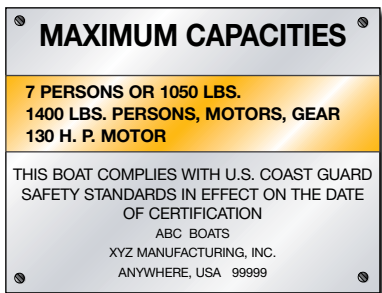 MAXIMUM CAPACITIES
7 PERSONS OR 1050 LBS.
1400 LBS. PERSONS, MOTORS, GEAR
130 H. P. MOTOR
THIS BOAT COMPLIES WITH U.S. COAST GUARD
SAFETY STANDARDS IN EFFECT ON THE DATE
OF CERTIFICATION
ABC BOATS
XYZ MANUFACTURING, INC.
ANYWHERE, USA 99999